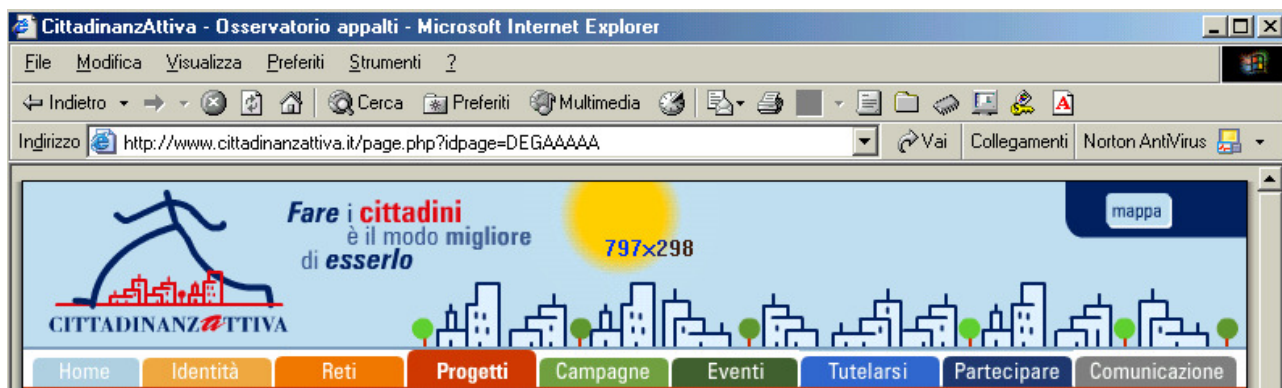 CittadinanzAttiva - Osservatorio appalti - Microsoft Internet Explorer
File Modifica Visualizza Preferiti Strumenti ?
Indietro Cerca Preferiti Multimedia
Indirizzo http://www.cittadinanzattiva.it/page.php?idpage=DEGAAAAA Vai Collegamenti Norton AntiVirus
mappa
Fare i cittadini
è il modo migliore
di esserlo
797x298
CITTADINANZaTTIVA
Home Identità Reti Progetti Campagne Eventi Tutelarsi Partecipare Comunicazione